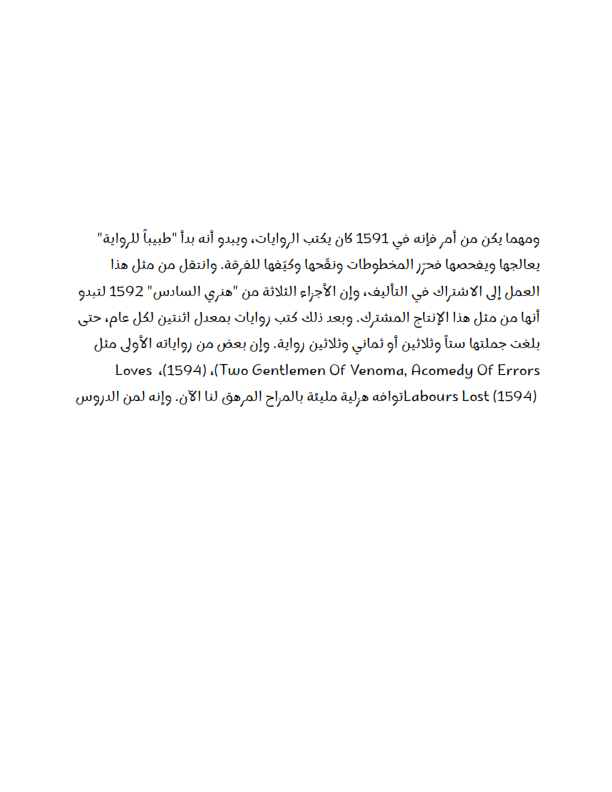 ومهما يكن من أمر فإنه في 1591 كان يكتب الروايات، ويبدو أنه بدأ "طبيباً للرواية"
يعالجها ويفحصها فحرّر المخطوطات ونقّحها وكيّفها للفرقة. وانتقل من مثل هذا
العمل إلى الاشتراك في التأليف، وإن الأجزاء الثلاثة من "هنري السادس" 1592 لتبدو
أنها من مثل هذا الإنتاج المشترك. وبعد ذلك كتب روايات بمعدل اثنتين لكل عام، حتى
بلغت جملتها ستاً وثلاثين أو ثماني وثلاثين رواية. وإن بعض من رواياته الأولى مثل
Two Gentlemen Of Venoma, Acomedy Of Errors)، (1594)،  Loves
Labours Lost (1594)توافه هزلية مليئة بالمزاح المرهق لنا الآن. وإنه لمن الدروس